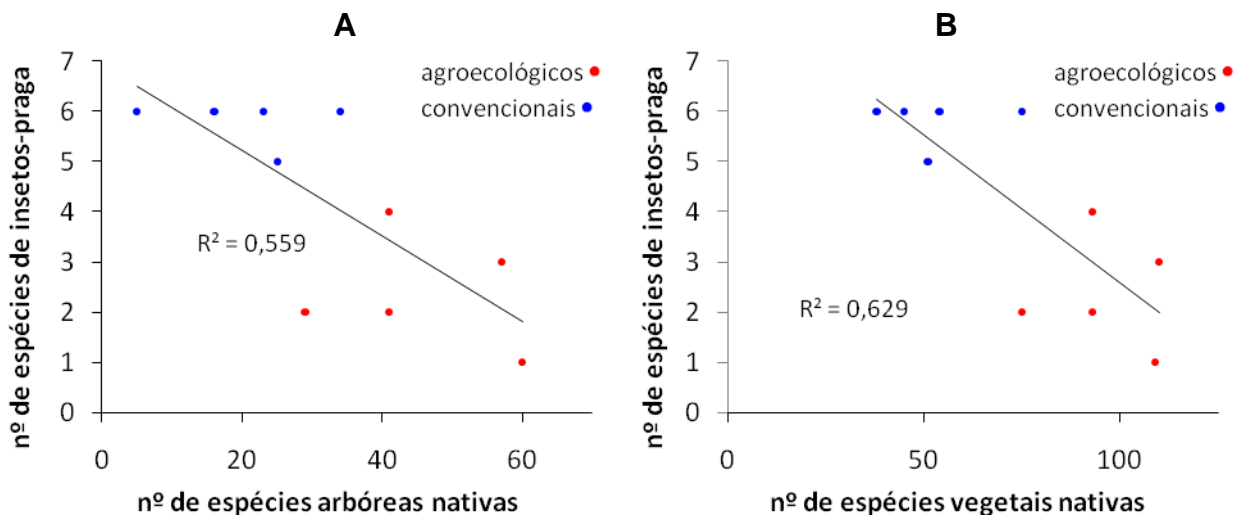 A
nº de espécies de insetos-praga
7
6
5
4
3
2
1
0
agroecológicos
convencionais
R² = 0,559
0
20
40
60
nº de espécies arbóreas nativas
B
nº de espécies de insetos-praga
7
6
5
4
3
2
1
0
agroecológicos
convencionais
R² = 0,629
0
50
100
nº de espécies vegetais nativas